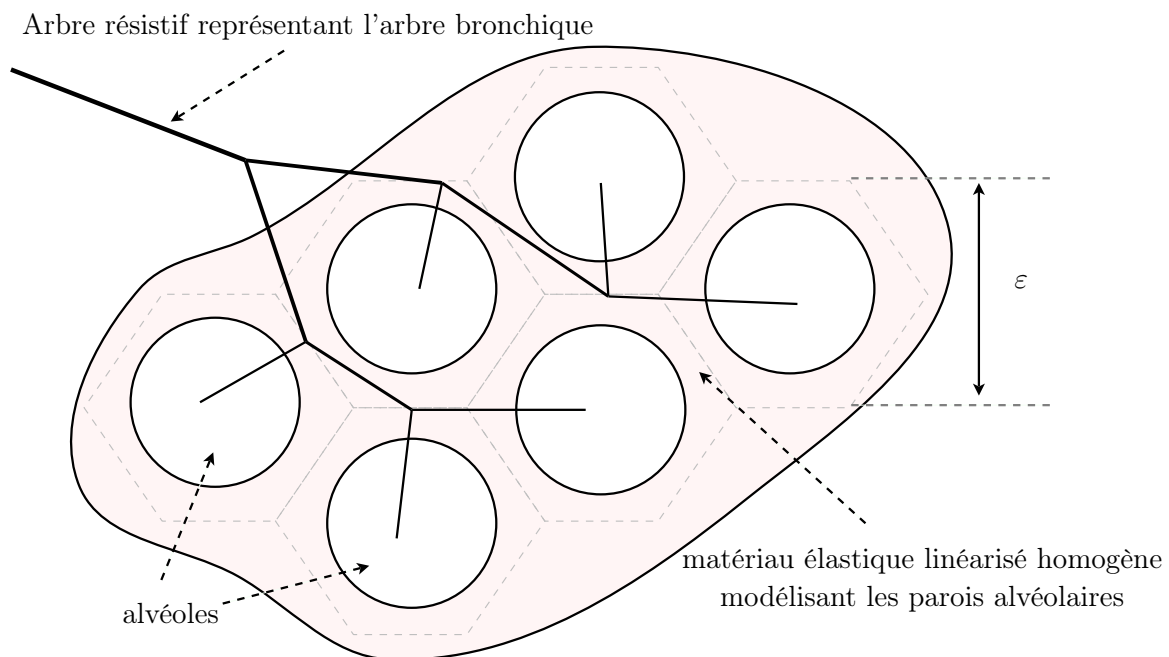 Arbre résistif représentant l'arbre bronchique
ε
matériau élastique linéarisé homogène
modélisant les parois alvéolaires
alvéoles